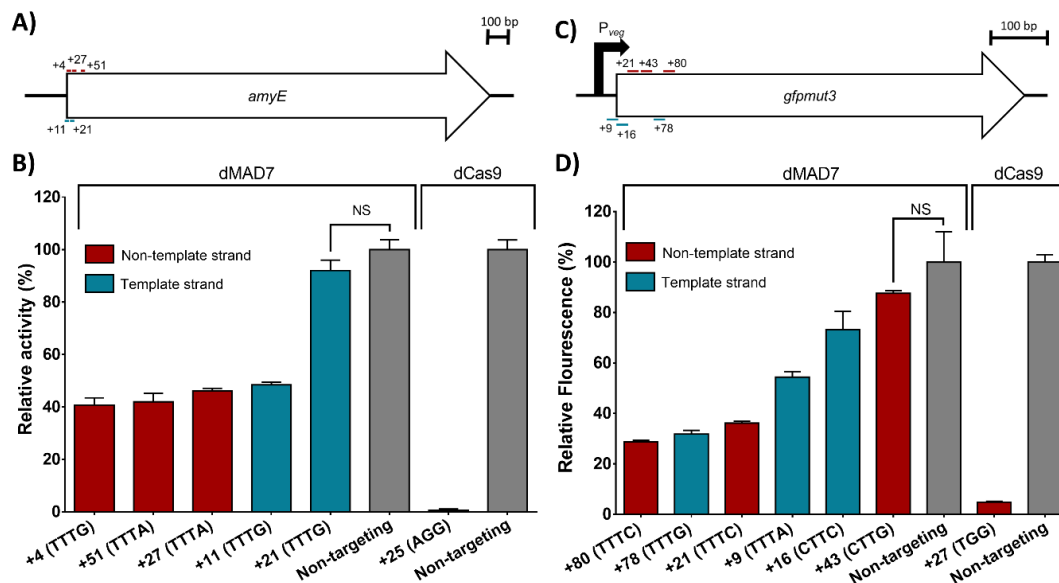 A)
100 bp
+4
+27
+51
amyE
+11
+21
B)
dMAD7
dCas9
NS
Non-template strand
Template strand
Relative activity (%)
120
100
80
60
40
20
0
+4 (TTTG)
+51 (TTTA)
+27 (TTTA)
+11 (TTTG)
+21 (TTTG)
Non-targeting
+25 (AGG)
Non-targeting
C)
100 bp
Pveg
+21
+43
+80
gfpmut3
+9
+16
+78
D)
dMAD7
dCas9
NS
Non-template strand
Template strand
Relative Flourescence (%)
120
100
80
60
40
20
0
+80 (TTTC)
+78 (TTTG)
+21 (TTTC)
+9 (TTTA)
+16 (CTTC)
+43 (CTTG)
Non-targeting
+27 (TGG)
Non-targeting